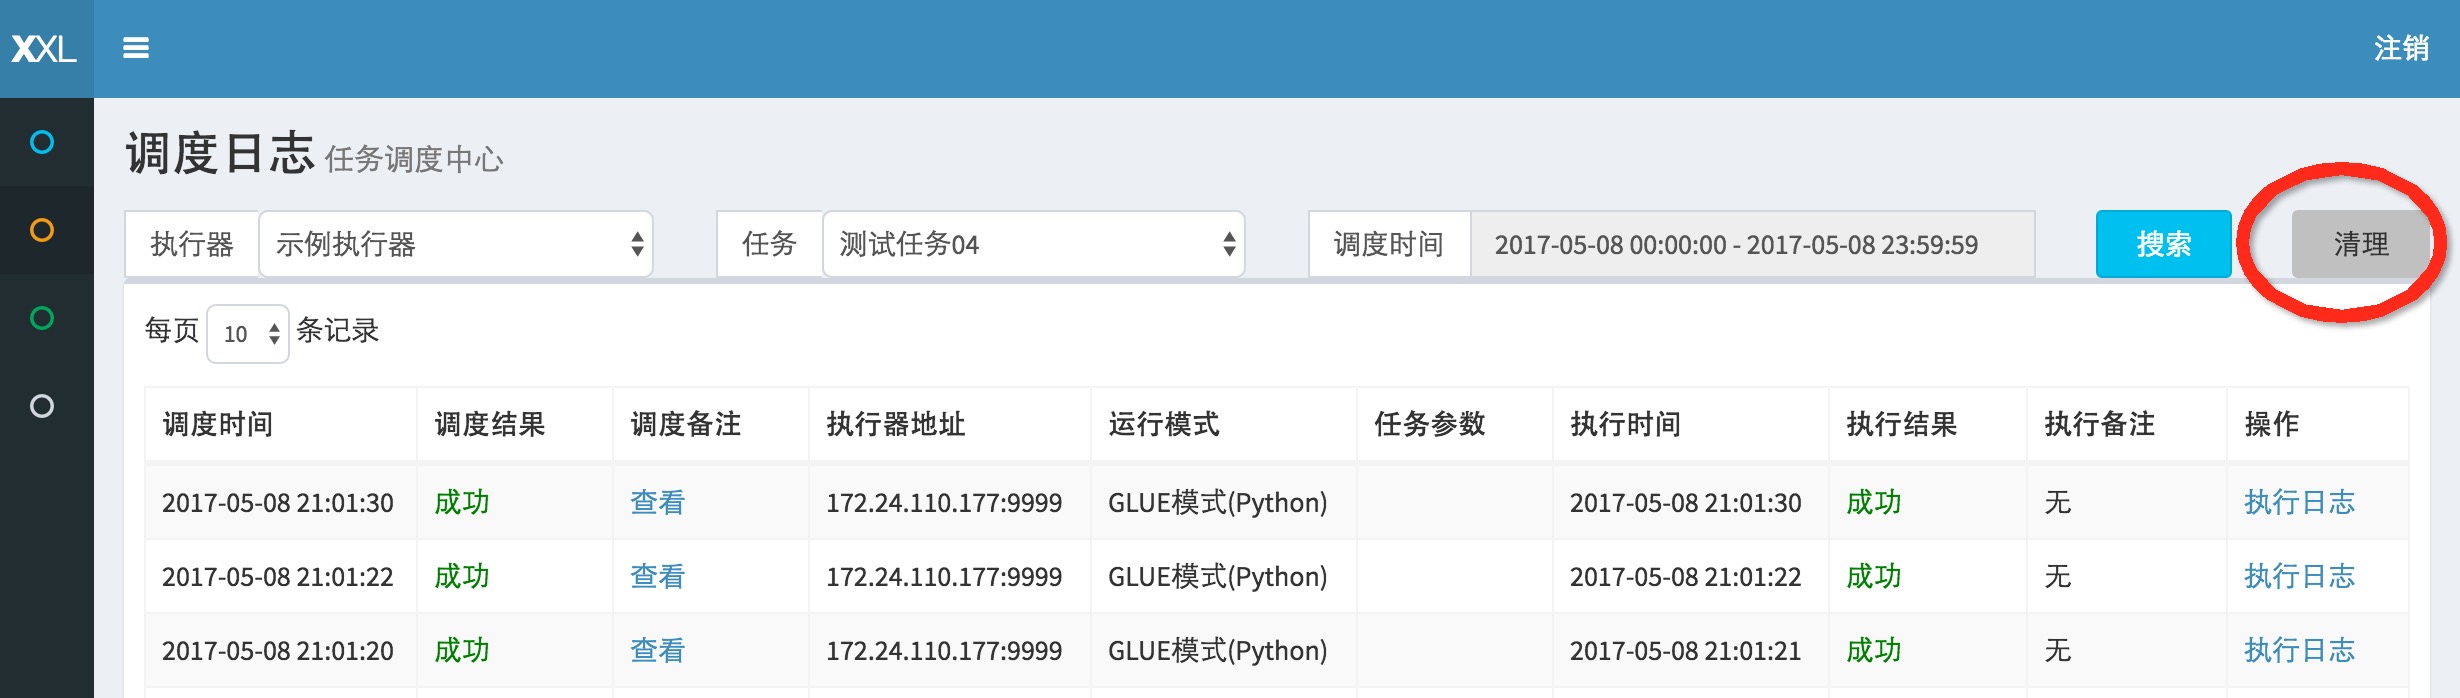 XXL 注销
调度日志 任务调度中心
执行器 示例执行器 任务 测试任务04 调度时间 2017-05-08 00:00:00 - 2017-05-08 23:59:59 搜索 清理
每页 10 条记录
调度时间 调度结果 调度备注 执行器地址 运行模式 任务参数 执行时间 执行结果 执行备注 操作
2017-05-08 21:01:30 成功 查看 172.24.110.177:9999 GLUE模式(Python) 2017-05-08 21:01:30 成功 无 执行日志
2017-05-08 21:01:22 成功 查看 172.24.110.177:9999 GLUE模式(Python) 2017-05-08 21:01:22 成功 无 执行日志
2017-05-08 21:01:20 成功 查看 172.24.110.177:9999 GLUE模式(Python) 2017-05-08 21:01:21 成功 无 执行日志